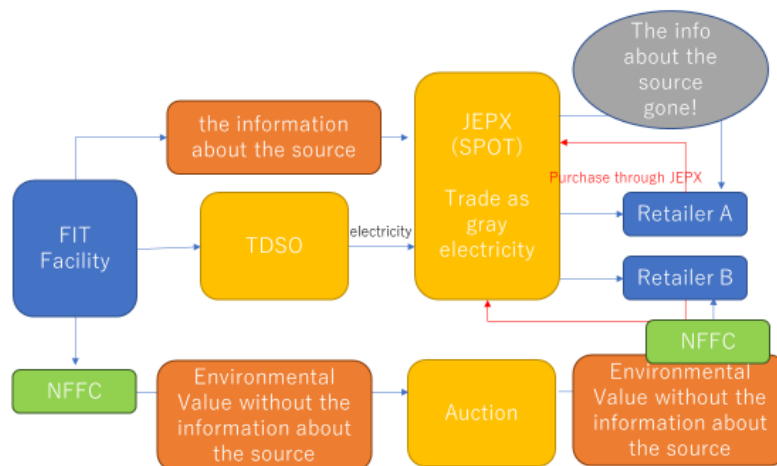 The info
about the
source
gone!
the information
about the source
JEPX
(SPOT)
Trade as
gray
electricity
Purchase through JEPX
FIT
Facility
TDSO
electricity
Retailer A
Retailer B
NFFC
NFFC
Environmental
Value without the
information about
the source
Auction
Environmental
Value without the
information about the
source